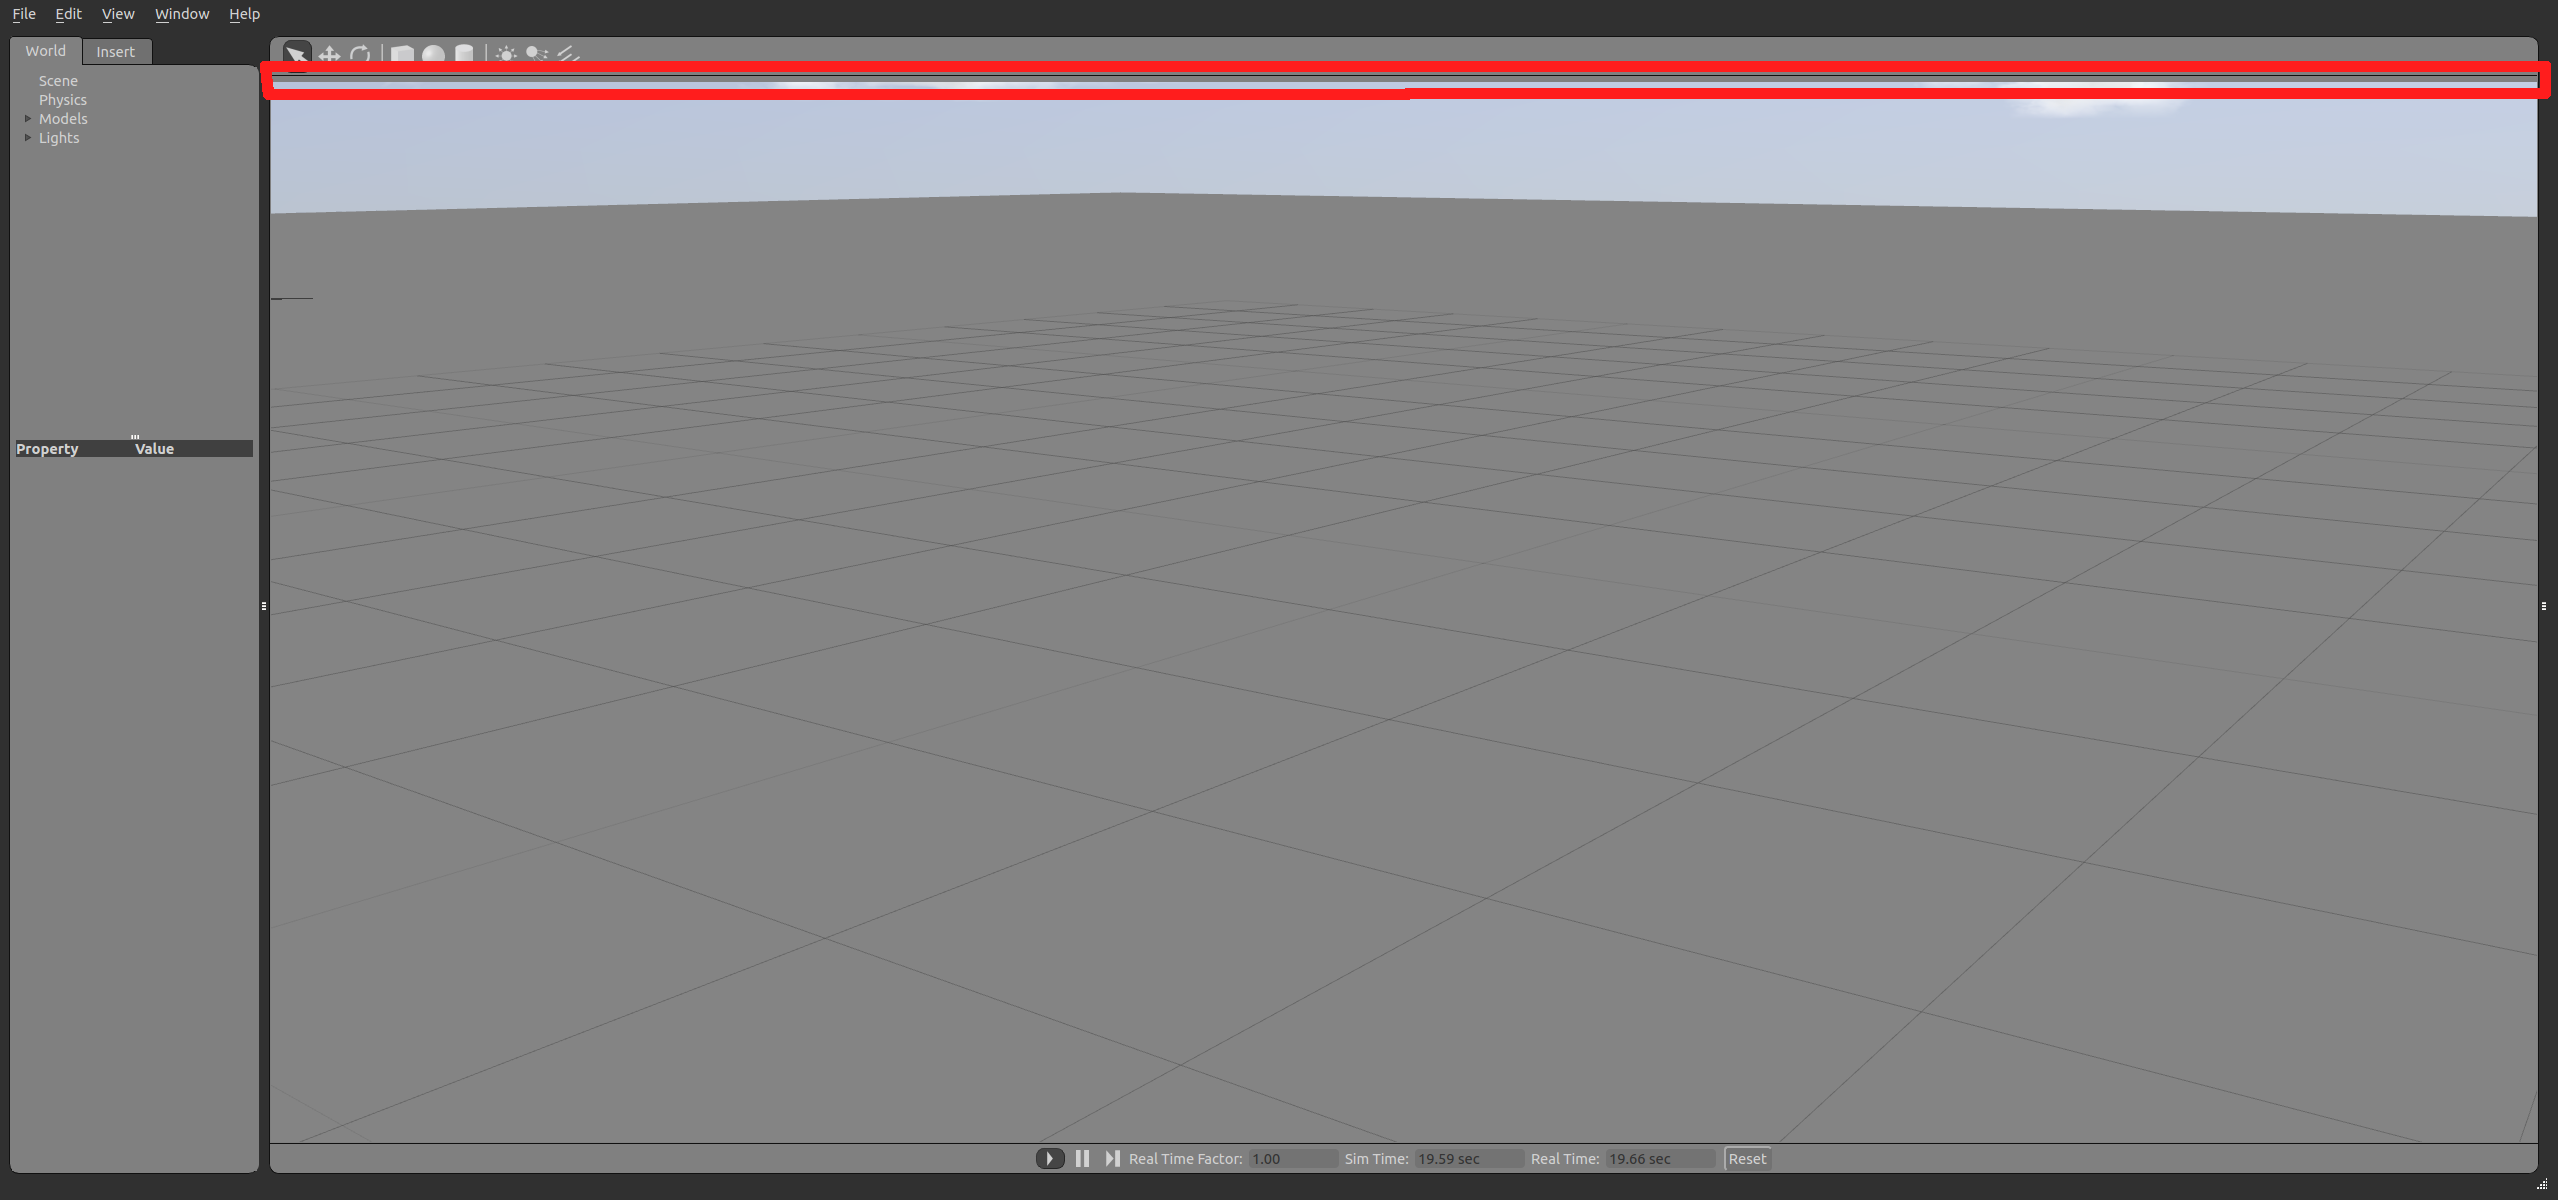 File Edit View Window Help
World Insert
Scene
Physics
Models
Lights
Property Value
Real Time Factor: 1.00 Sim Time: 19.59 sec Real Time: 19.66 sec Reset